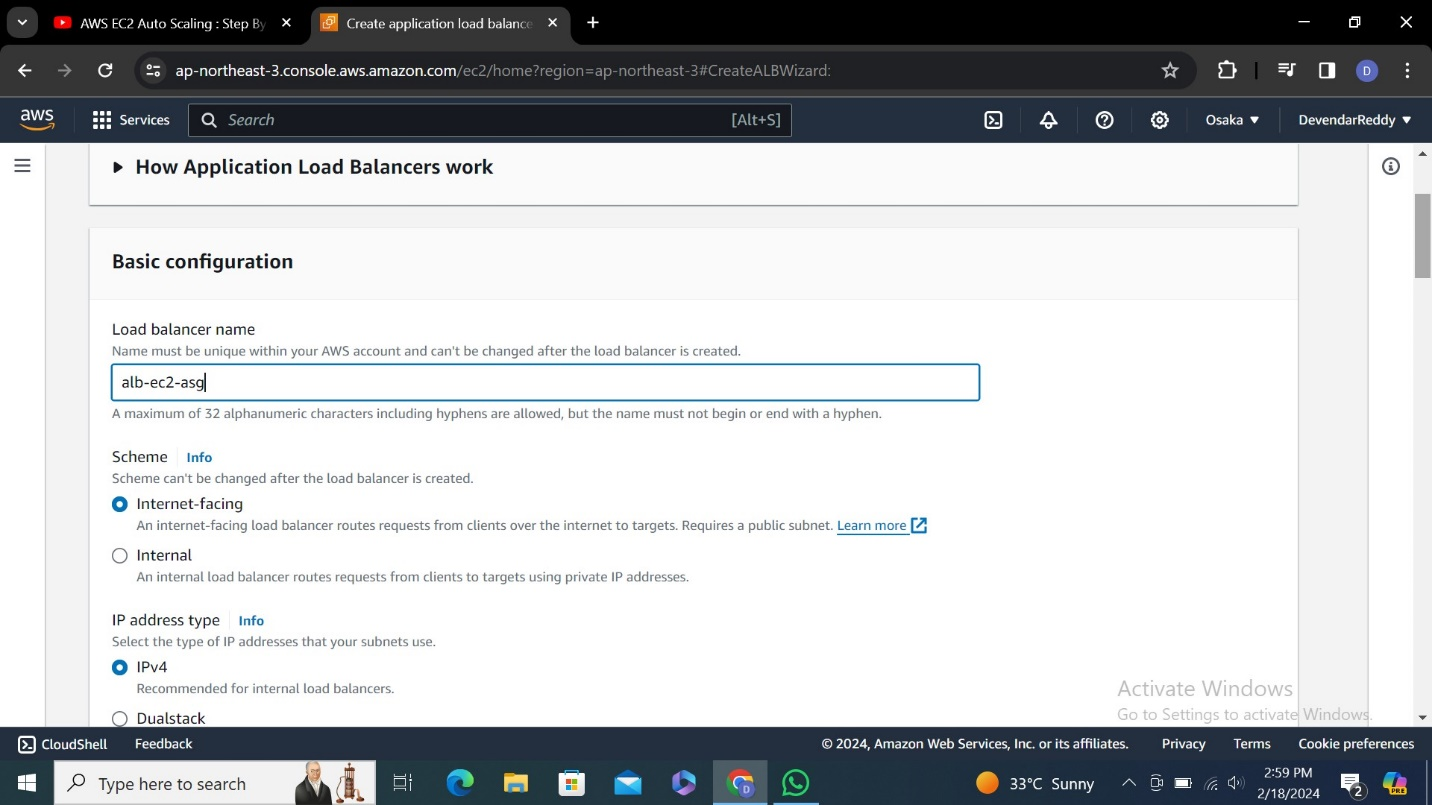 AWS EC2 Auto Scaling : Step By
Create application load balance
ap-northeast-3.console.aws.amazon.com/ec2/home?region=ap-northeast-3#CreateALBWizard:
D
aws
Services
Search
[Alt+S]
Osaka
DevendarReddy
How Application Load Balancers work
Basic configuration
Load balancer name
Name must be unique within your AWS account and can't be changed after the load balancer is created.
alb-ec2-asg
A maximum of 32 alphanumeric characters including hyphens are allowed, but the name must not begin or end with a hyphen.
Scheme Info
Scheme can't be changed after the load balancer is created.
Internet-facing
An internet-facing load balancer routes requests from clients over the internet to targets. Requires a public subnet. Learn more
Internal
An internal load balancer routes requests from clients to targets using private IP addresses.
IP address type Info
Select the type of IP addresses that your subnets use.
IPv4
Recommended for internal load balancers.
Dualstack
Activate Windows
Go to Settings to activate Windows.
CloudShell
Feedback
© 2024, Amazon Web Services, Inc. or its affiliates.
Privacy
Terms
Cookie preferences
Type here to search
D
33°C Sunny
2:59 PM
2/18/2024
2
PRE